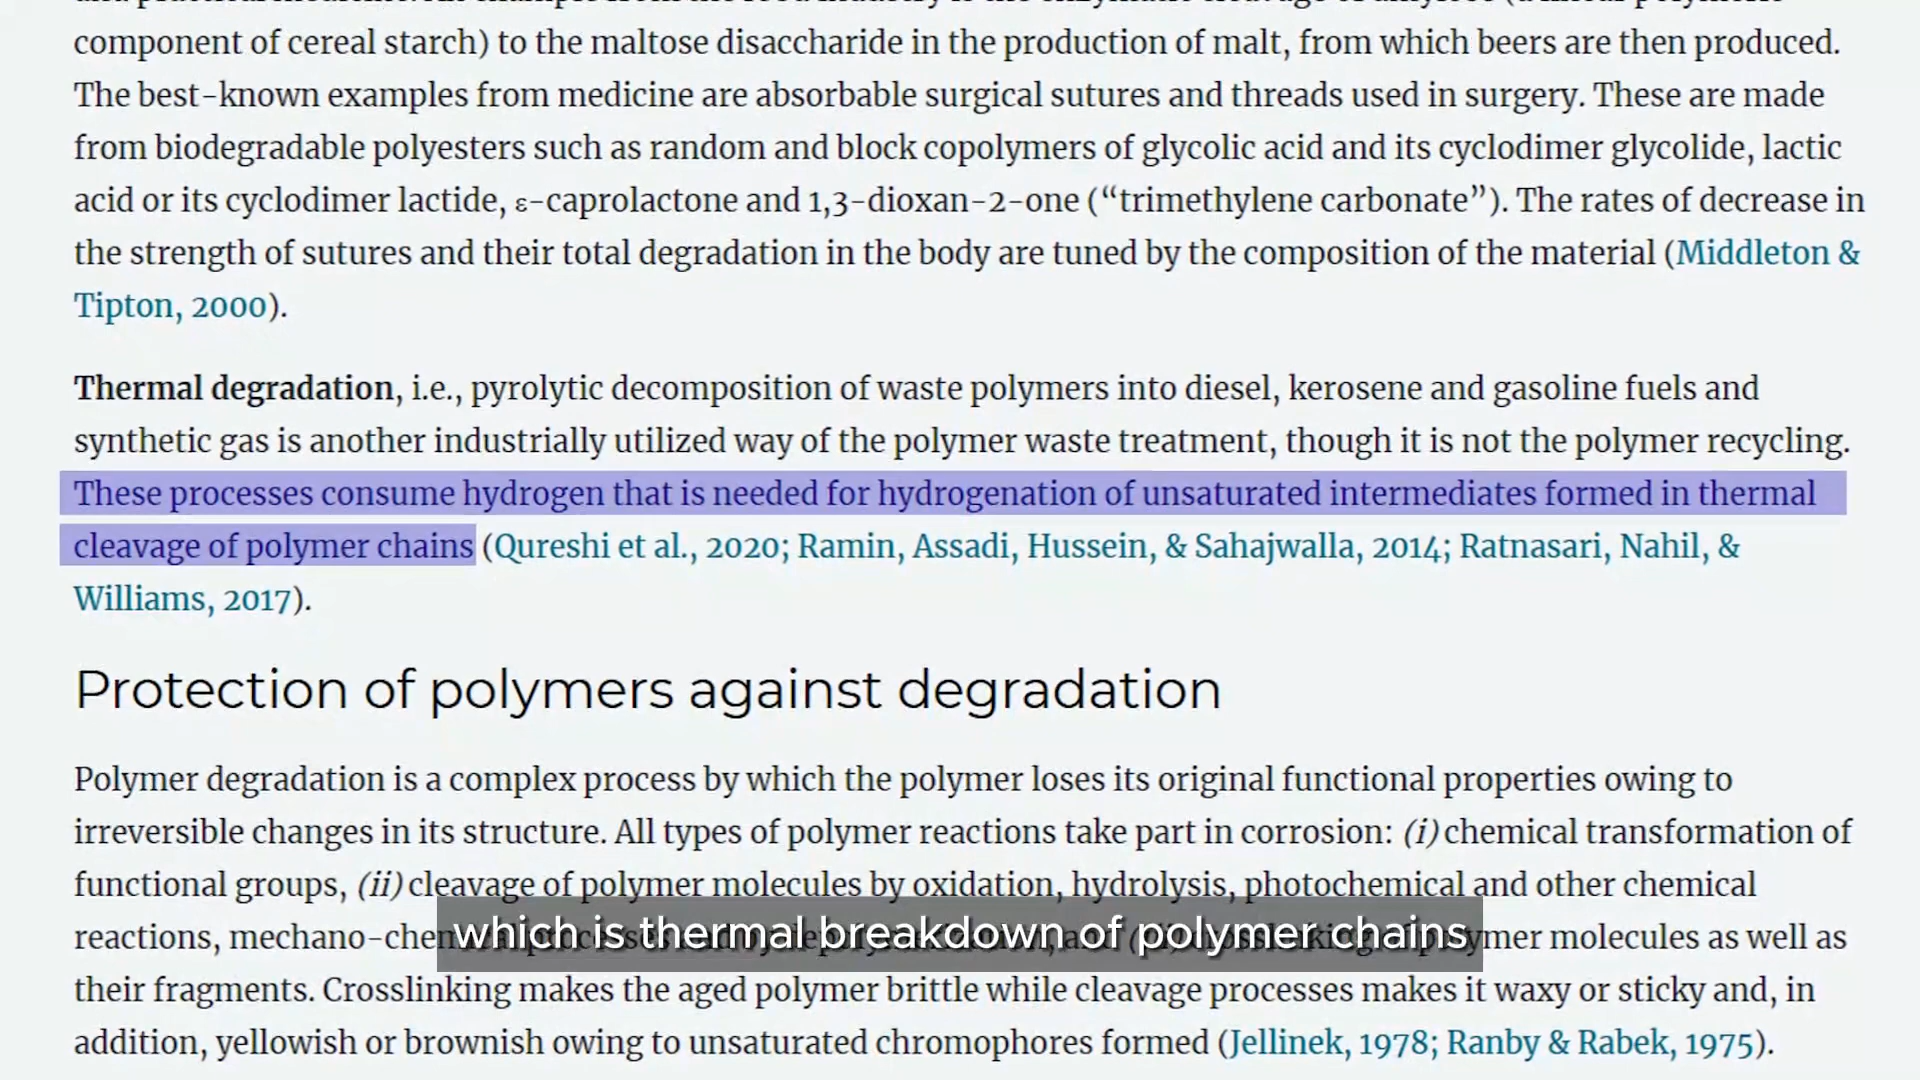 component of cereal starch) to the maltose disaccharide in the production of malt, from which beers are then produced.
The best-known examples from medicine are absorbable surgical sutures and threads used in surgery. These are made
from biodegradable polyesters such as random and block copolymers of glycolic acid and its cyclodimer glycolide, lactic
acid or its cyclodimer lactide, ε-caprolactone and 1,3-dioxan-2-one (“trimethylene carbonate”). The rates of decrease in
the strength of sutures and their total degradation in the body are tuned by the composition of the material (Middleton &
Tipton, 2000).
Thermal degradation, i.e., pyrolytic decomposition of waste polymers into diesel, kerosene and gasoline fuels and
synthetic gas is another industrially utilized way of the polymer waste treatment, though it is not the polymer recycling.
These processes consume hydrogen that is needed for hydrogenation of unsaturated intermediates formed in thermal
cleavage of polymer chains (Qureshi et al., 2020; Ramin, Assadi, Hussein, & Sahajwalla, 2014; Ratnasari, Nahil, &
Williams, 2017).
Protection of polymers against degradation
Polymer degradation is a complex process by which the polymer loses its original functional properties owing to
irreversible changes in its structure. All types of polymer reactions take part in corrosion: (i) chemical transformation of
functional groups, (ii) cleavage of polymer molecules by oxidation, hydrolysis, photochemical and other chemical
reactions, molecules as well as
which is thermal breakdown of polymer chains
their fragments. Crosslinking makes the aged polymer brittle while cleavage processes makes it waxy or sticky and, in
addition, yellowish or brownish owing to unsaturated chromophores formed (Jellinek, 1978; Ranby & Rabek, 1975).